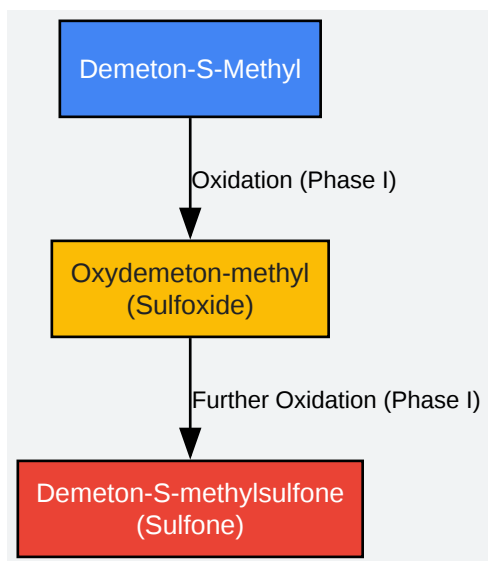 Demeton-S-Methyl
Oxidation (Phase I)
Oxydemeton-methyl
(Sulfoxide)
Further Oxidation (Phase I)
Demeton-S-methylsulfone
(Sulfone)